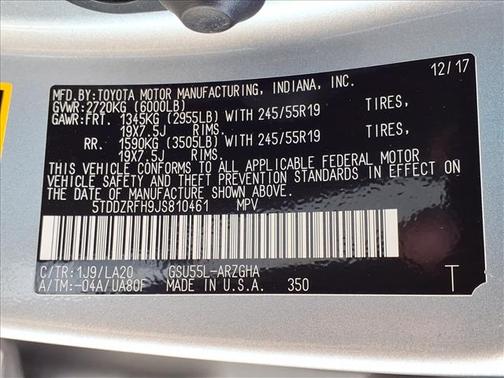 MFD.BY:TOYOTA MOTOR MANUFACTURING, INDIANA, INC. 12/17
GVWR:2720KG (6000LB)
GAWR:FRT. 1345KG (2955LB) WITH 245/55R19 TIRES,
19X7.5J RIMS.
RR. 1590KG (3505LB) WITH 245/55R19 TIRES,
19X7.5J RIMS.
THIS VEHICLE CONFORMS TO ALL APPLICABLE FEDERAL MOTOR
VEHICLE SAFETY AND THEFT PREVENTION STANDARDS IN EFFECT ON
THE DATE OF MANUFACTURE SHOWN ABOVE.
5TDDZRFH9JS810461 MPV
C/TR:1J9/LA20 GSU55L-ARZGHA
A/TM:-04A/UA80F MADE IN U.S.A. 350 T